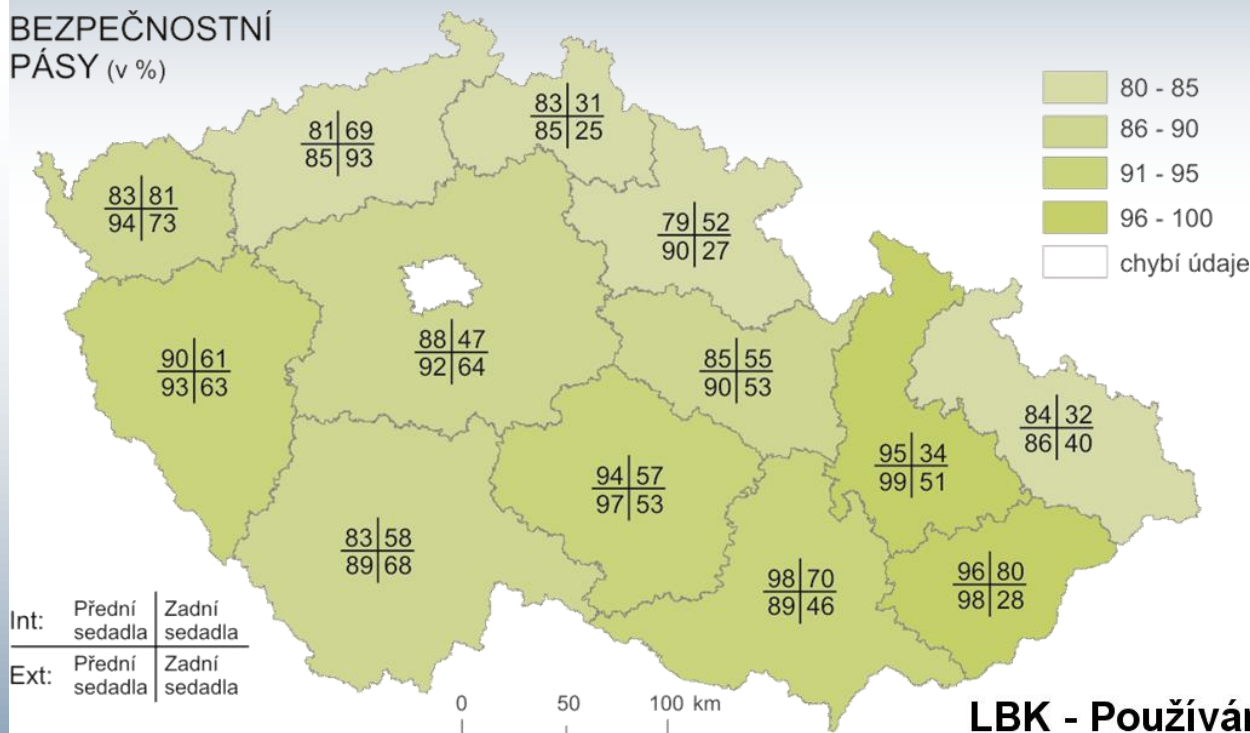 BEZPEČNOSTNÍ
PÁSY (v %)
80 - 85
86 - 90
91 - 95
96 - 100
chybí údaje
83 31
85 25
81 69
85 93
83 81
94 73
79 52
90 27
88 47
92 64
90 61
93 63
85 55
90 53
84 32
86 40
95 34
99 51
94 57
97 53
83 58
89 68
98 70
89 46
96 80
98 28
Int: Přední sedadla Zadní sedadla
Ext: Přední sedadla Zadní sedadla
0 50 100 km
LBK - Používán